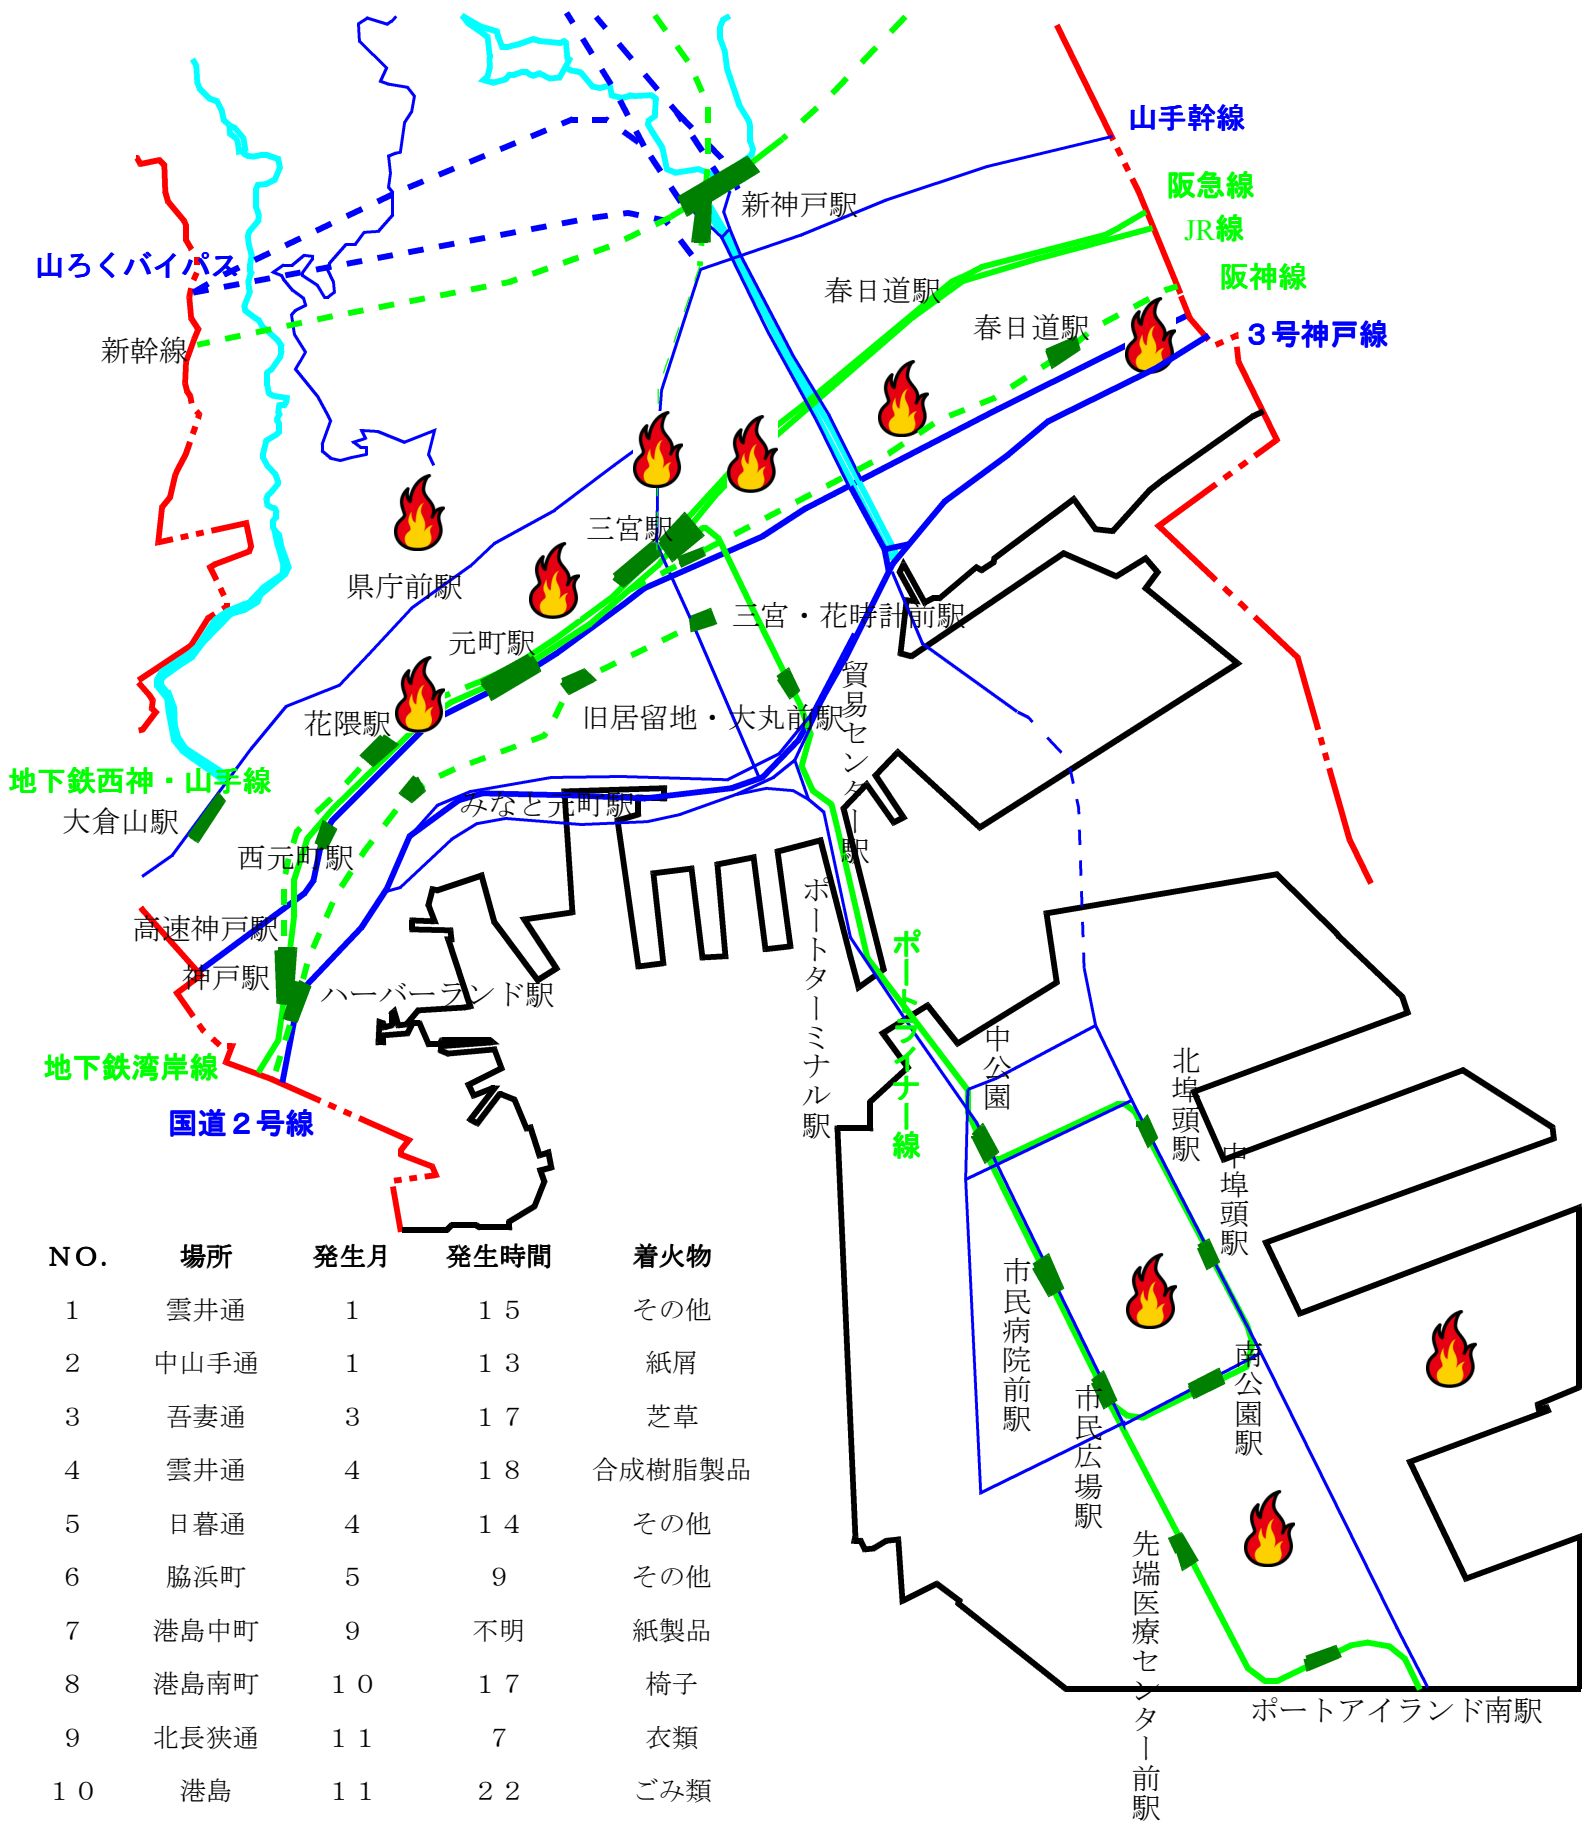 山手幹線
阪急線
新神戸駅
JR線
山ろくバイパス
阪神線
春日道駅
春日道駅
3号神戸線
新幹線
三宮駅
県庁前駅
三宮・花時計前駅
元町駅
貿易センター駅
花隈駅
旧居留地・大丸前駅
地下鉄西神・山手線
大倉山駅
みなと元町駅
西元町駅
ポートターミナル駅
高速神戸駅
ポートライナー線
神戸駅
ハーバーランド駅
中公園
北埠頭駅
地下鉄湾岸線
国道２号線
中埠頭駅
市民病院前駅
南公園駅
市民広場駅
先端医療センター前駅
ポートアイランド南駅
ＮＯ. 場所 発生月 発生時間 着火物
１ 雲井通 １ １５ その他
２ 中山手通 １ １３ 紙屑
３ 吾妻通 ３ １７ 芝草
４ 雲井通 ４ １８ 合成樹脂製品
５ 日暮通 ４ １４ その他
６ 脇浜町 ５ ９ その他
７ 港島中町 ９ 不明 紙製品
８ 港島南町 １０ １７ 椅子
９ 北長狭通 １１ ７ 衣類
１０ 港島 １１ ２２ ごみ類